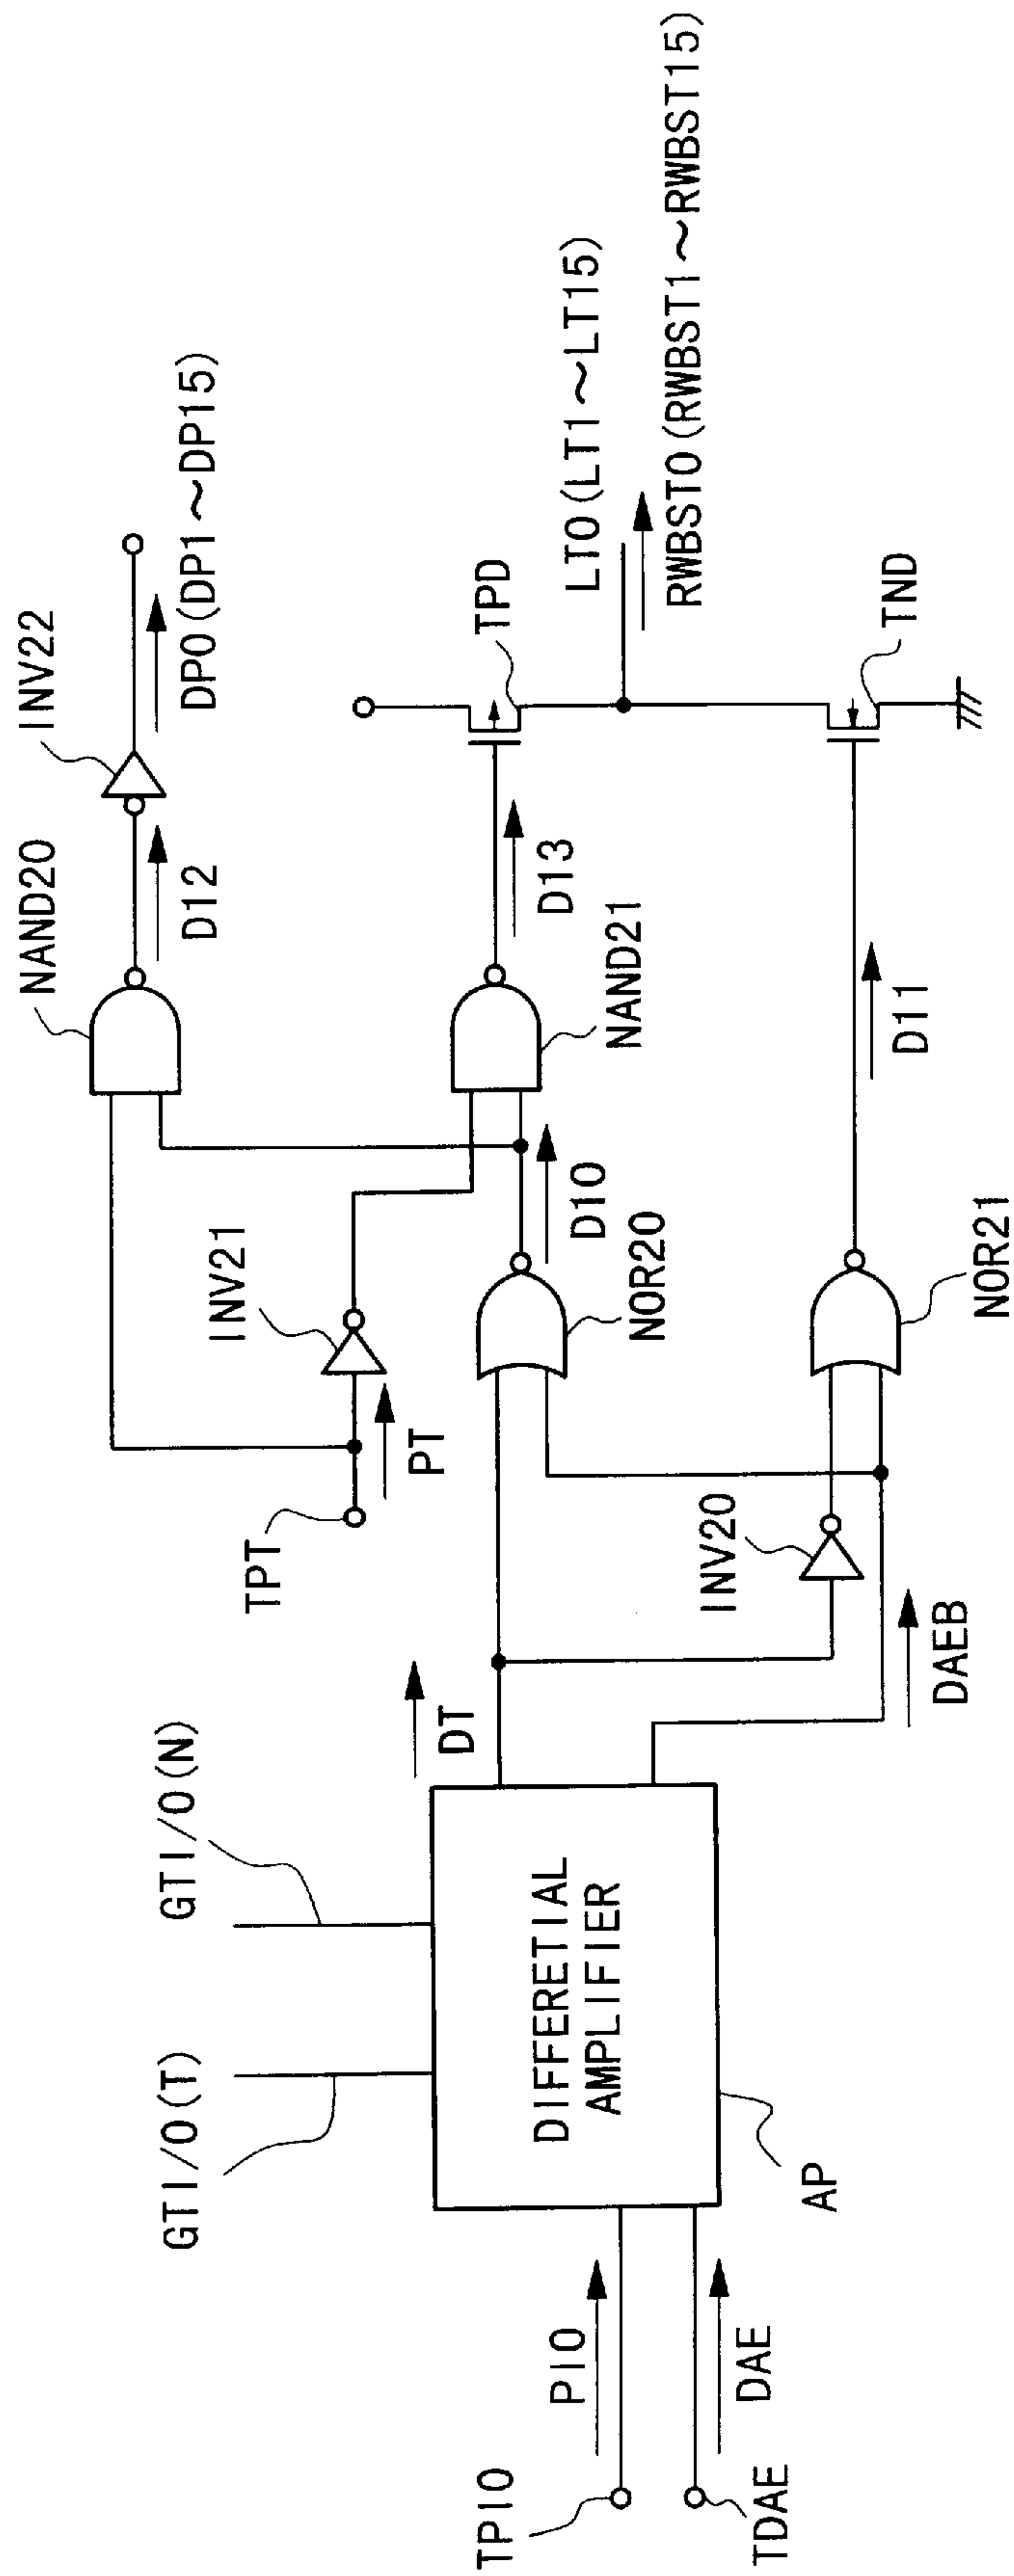 INV22
DP0(DP1～DP15)
NAND20
D12
LT0(LT1～LT15)
RWBST0(RWBST1～RWBST15)
TPD
TND
D13
NAND21
D11
INV21
D10
NOR20
NOR21
PT
TPT
INV20
DT
DAEB
GTI/O(N)
GTI/O(T)
DIFFERETIAL
AMPLIFIER
AP
PIO
DAE
TPIO
TDAE